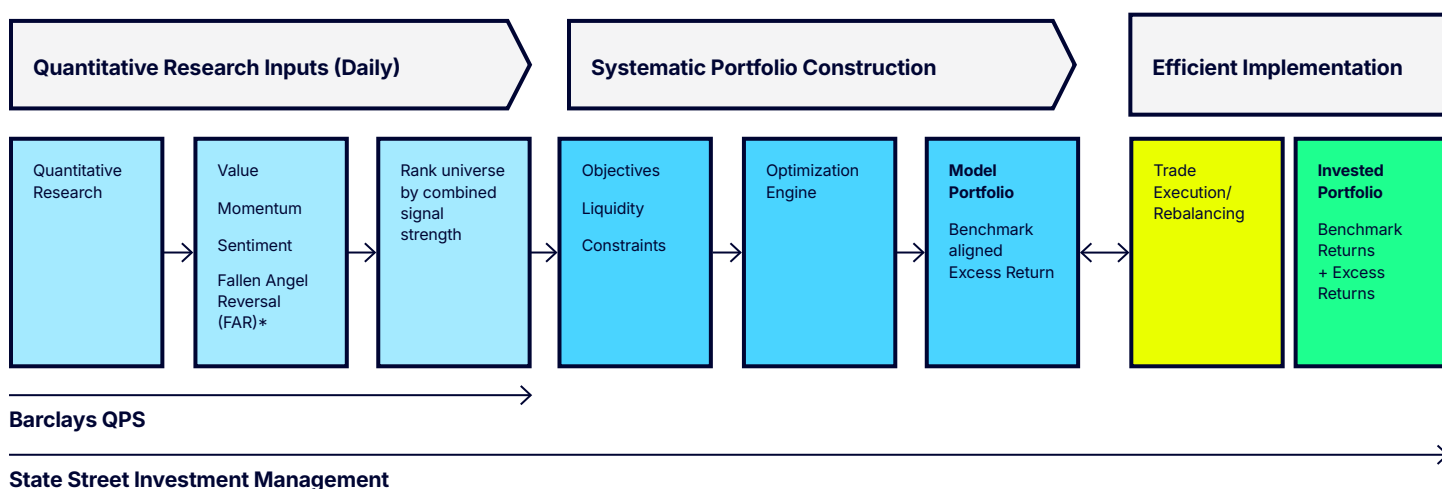 Quantitative Research Inputs (Daily)
Systematic Portfolio Construction
Efficient Implementation
Quantitative
Research
Value
Momentum
Sentiment
Fallen Angel
Reversal
(FAR)*
Rank universe
by combined
signal
strength
Objectives
Liquidity
Constraints
Optimization
Engine
Model
Portfolio
Benchmark
aligned
Excess Return
Trade
Execution/
Rebalancing
Invested
Portfolio
Benchmark
Returns
+ Excess
Returns
Barclays QPS
State Street Investment Management